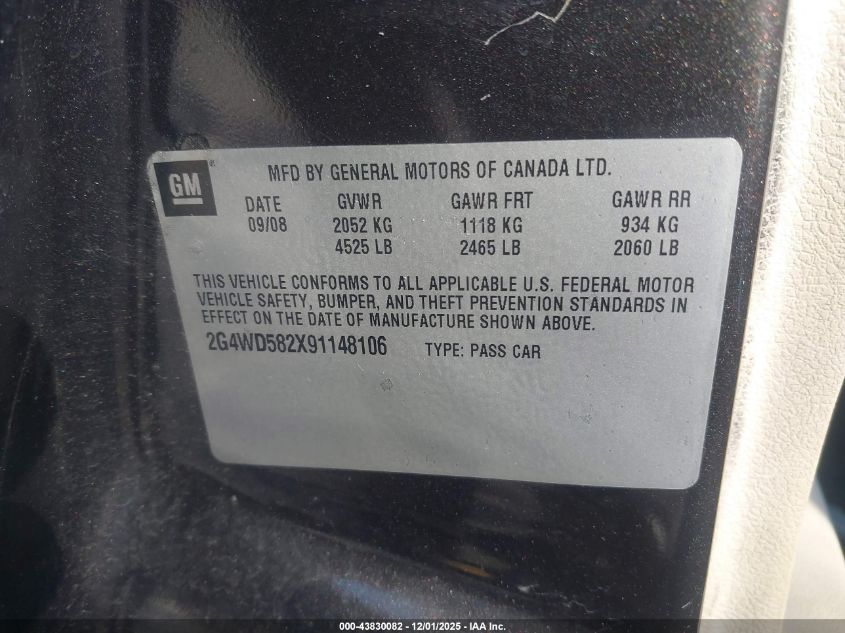 GM
MFD BY GENERAL MOTORS OF CANADA LTD.
DATE GVWR GAWR FRT GAWR RR
09/08 2052 KG 1118 KG 934 KG
4525 LB 2465 LB 2060 LB
THIS VEHICLE CONFORMS TO ALL APPLICABLE U.S. FEDERAL MOTOR
VEHICLE SAFETY, BUMPER, AND THEFT PREVENTION STANDARDS IN
EFFECT ON THE DATE OF MANUFACTURE SHOWN ABOVE.
2G4WD582X91148106 TYPE: PASS CAR
000-43830082 - 12/01/2025 - IAA Inc.